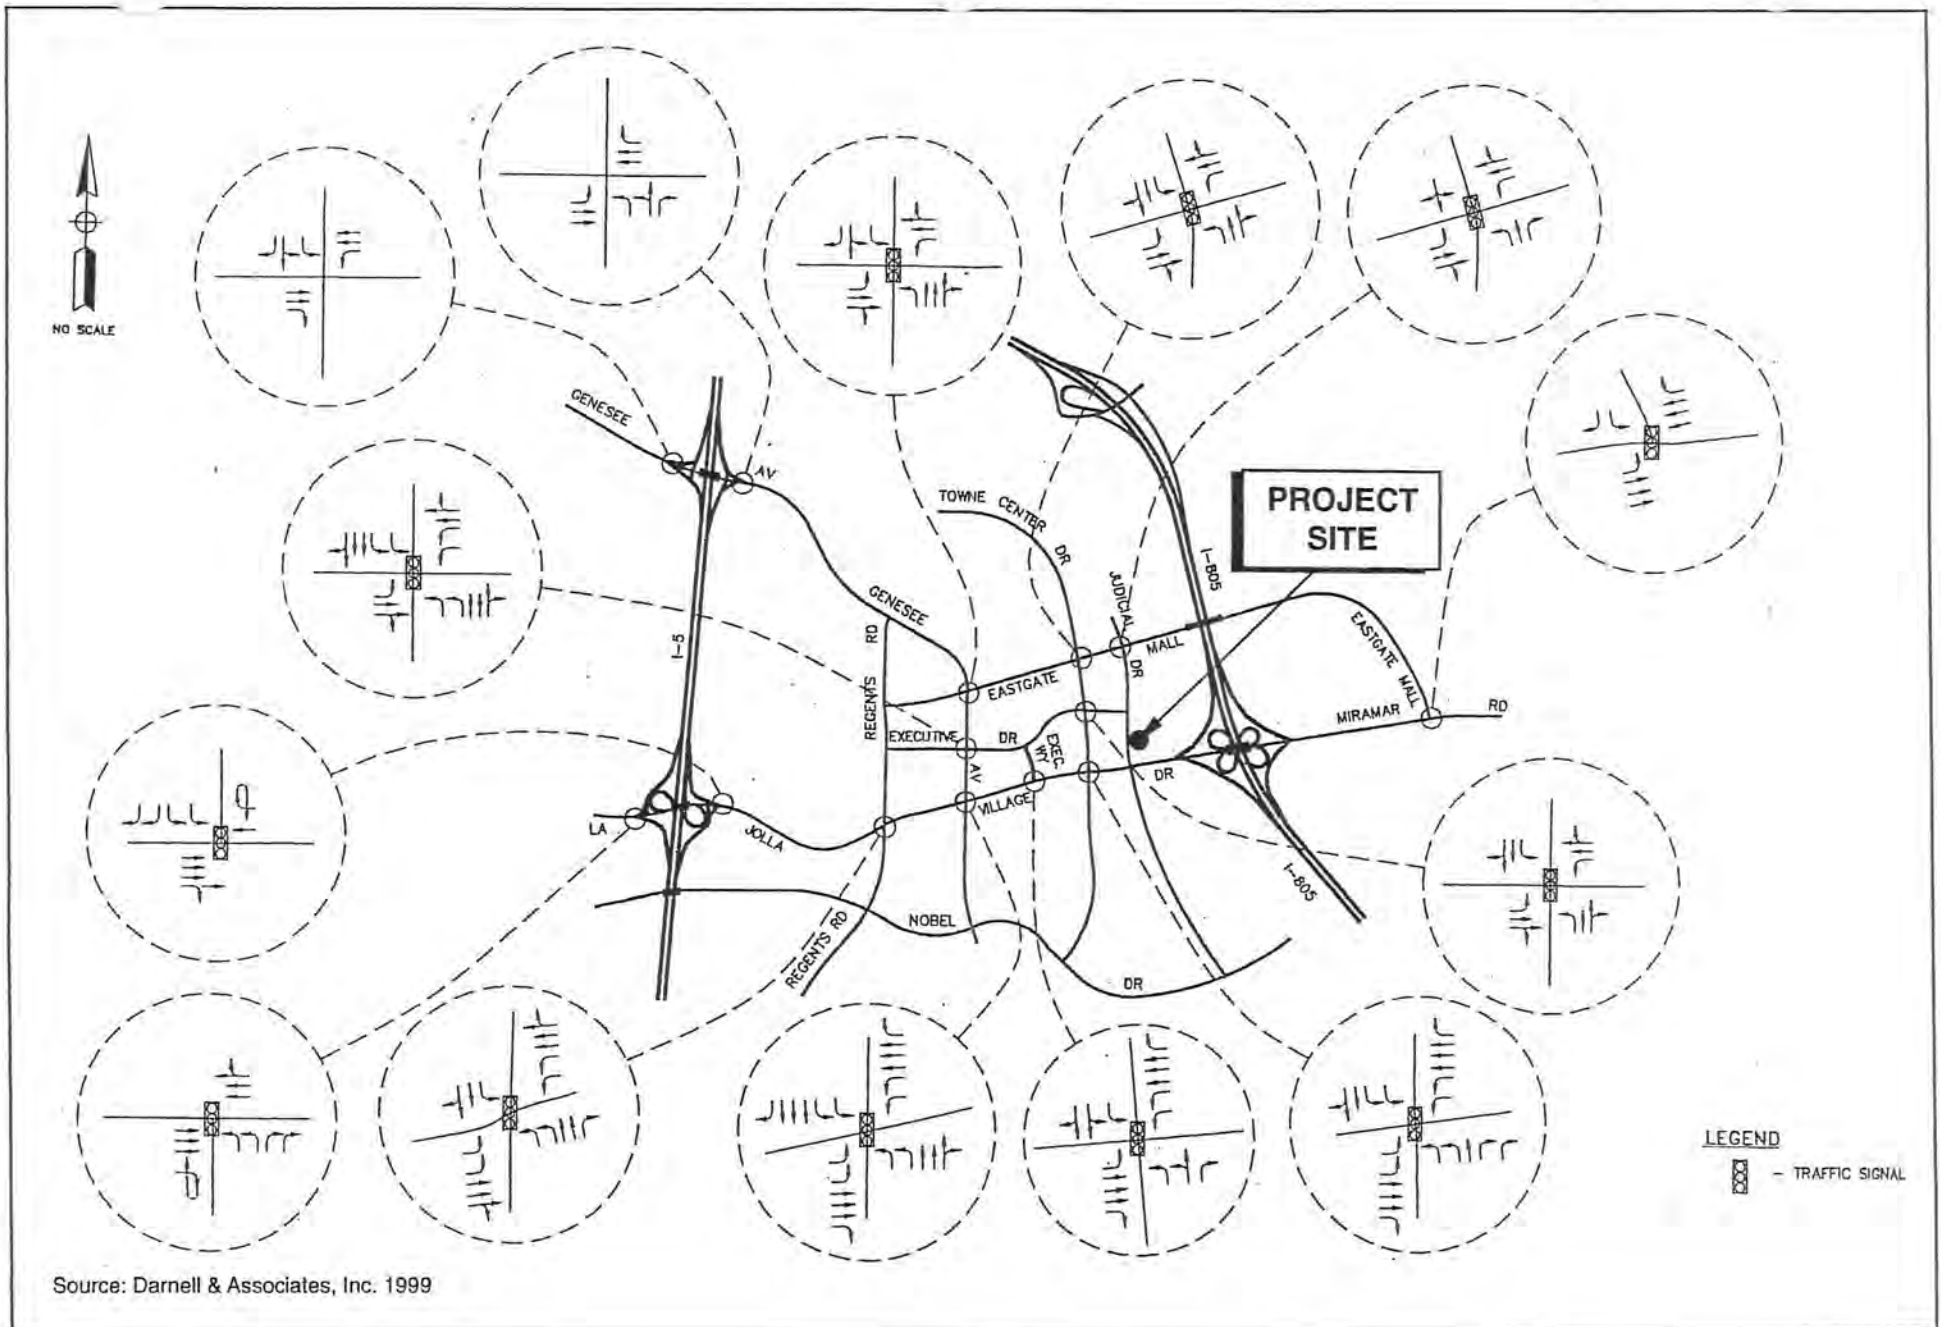 NO SCALE
GENESEE
AV
TOWNE CENTER DR
PROJECT
SITE
I-805
JUDICIAL
DR
GENESEE
REGENTS RD
I-5
MALL
EASTGATE
EASTGATE MALL
MIRAMAR RD
EXECUTIVE DR
EXEC.
WY
AV
DR
VILLAGE
LA
JOLLA
I-805
NOBEL
REGENTS RD
DR
LEGEND
- TRAFFIC SIGNAL
Source: Darnell & Associates, Inc. 1999